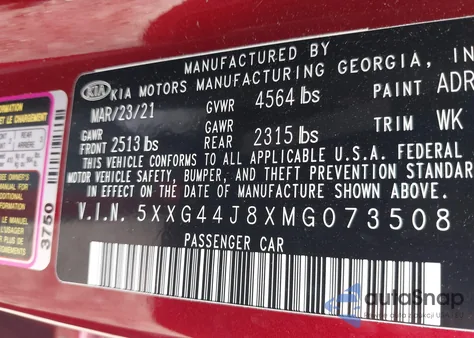 MANUFACTURED BY
KIA KIA MOTORS MANUFACTURING GEORGIA, IN
MAR/23/21 GVWR 4564 lbs PAINT ADR
GAWR FRONT 2513 lbs GAWR REAR 2315 lbs TRIM WK
THIS VEHICLE CONFORMS TO ALL APPLICABLE U.S.A. FEDERAL
MOTOR VEHICLE SAFETY, BUMPER, AND THEFT PREVENTION STANDAR
IN EFFECT ON THE DATE OF MANUFACTURE SHOWN ABOVE.
V.I.N. 5XXG44J8XMG073508
PASSENGER CAR
3750
autoSnap